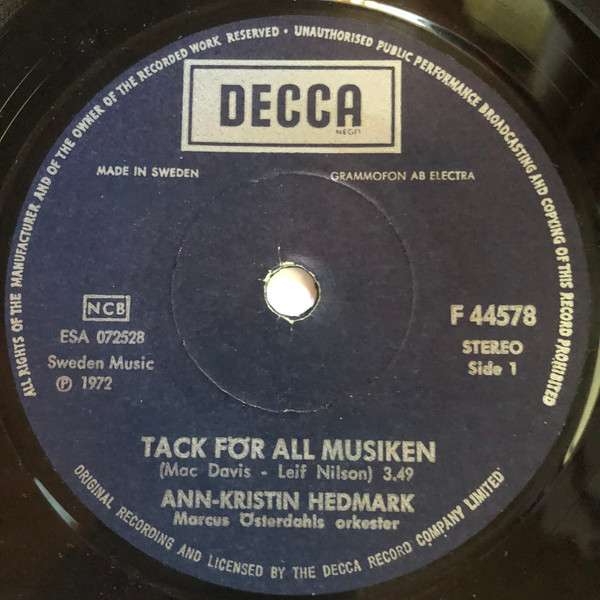 ALL RIGHTS OF THE MANUFACTURER AND OF THE OWNER OF THE RECORDED WORK RESERVED • UNAUTHORISED PUBLIC PERFORMANCE BROADCASTING AND COPYING OF THIS RECORD PROHIBITED
DECCA
REGD
MADE IN SWEDEN
GRAMMOFON AB ELECTRA
NCB
ESA 072528
Sweden Music
℗ 1972
F 44578
STEREO
Side 1
TACK FÖR ALL MUSIKEN
(Mac Davis - Leif Nilson) 3.49
ANN-KRISTIN HEDMARK
Marcus Österdahls orkester
ORIGINAL RECORDING AND LICENSED BY THE DECCA RECORD COMPANY LIMITED